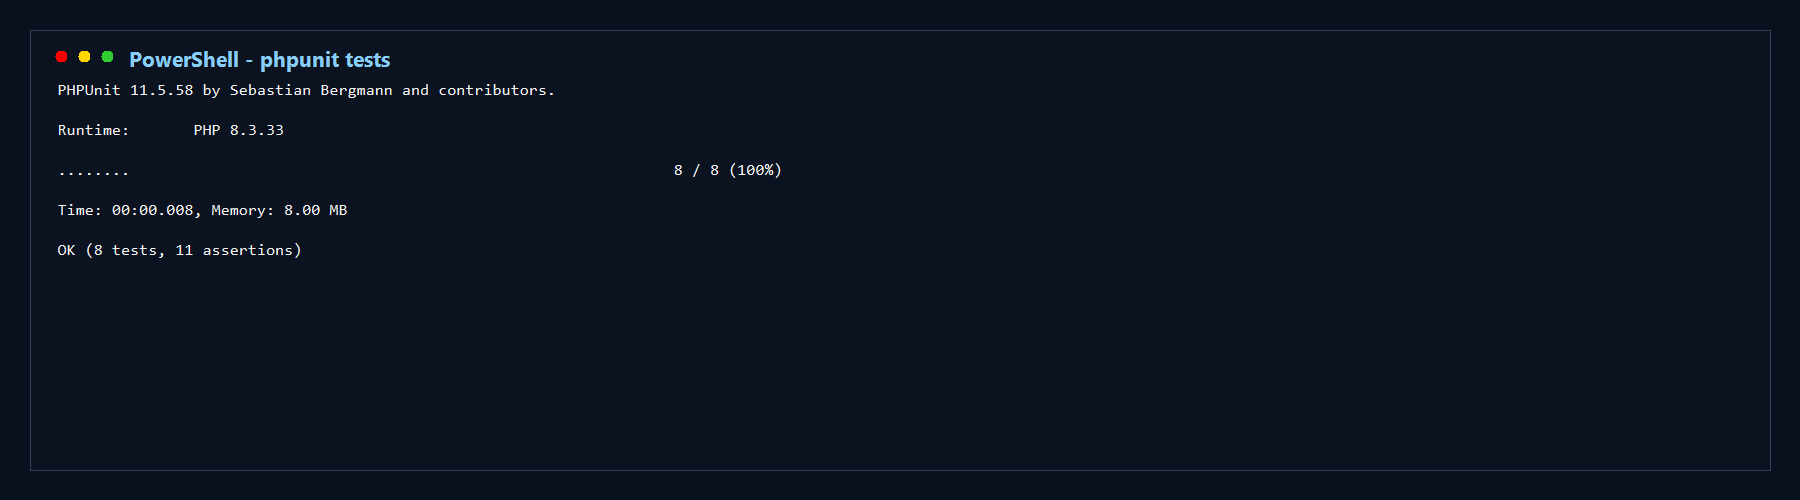 PowerShell - phpunit tests
PHPUnit 11.5.58 by Sebastian Bergmann and contributors.
Runtime:       PHP 8.3.33
........                                                            8 / 8 (100%)
Time: 00:00.008, Memory: 8.00 MB
OK (8 tests, 11 assertions)